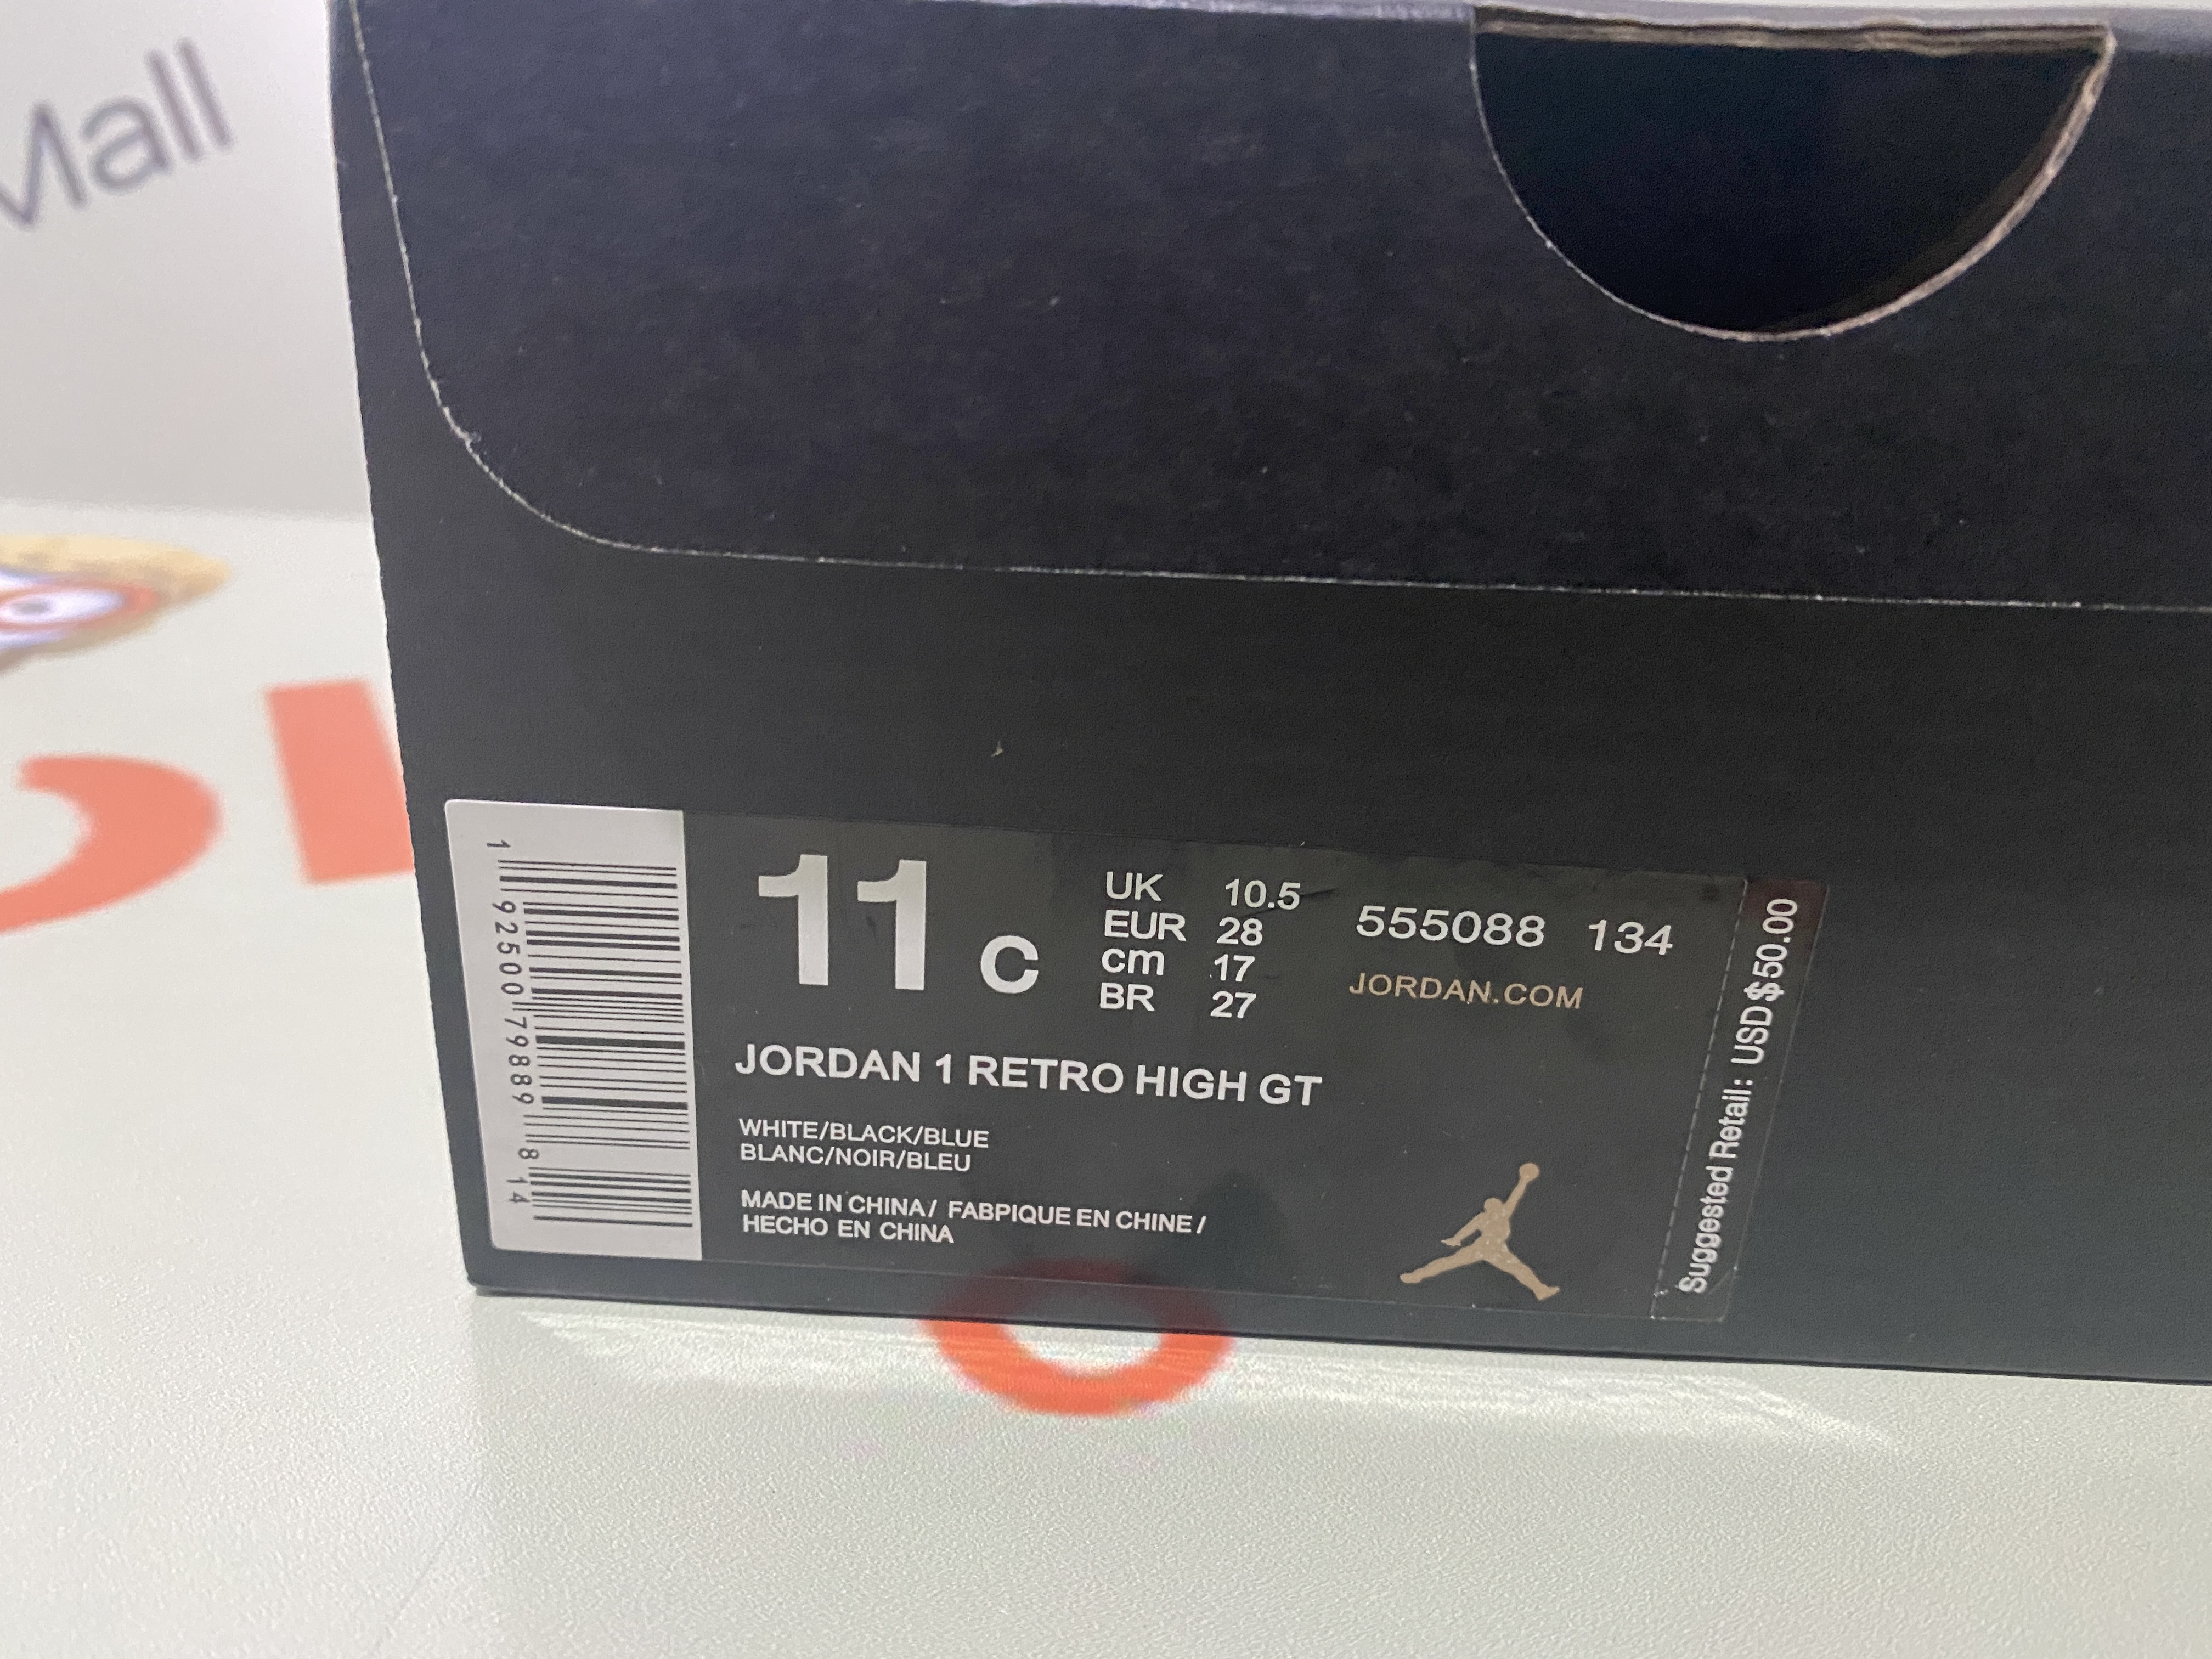 Mall
11 c
UK 10.5
EUR 28
cm 17
BR 27
555088 134
JORDAN.COM
JORDAN 1 RETRO HIGH GT
WHITE/BLACK/BLUE
BLANC/NOIR/BLEU
MADE IN CHINA/ FABPIQUE EN CHINE /
HECHO EN CHINA
1 92500 79889 8 14
Suggested Retail: USD$50.00